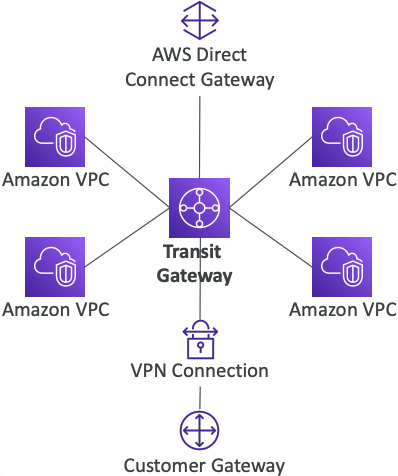 AWS Direct
Connect Gateway
Amazon VPC
Amazon VPC
Transit
Gateway
Amazon VPC
Amazon VPC
VPN Connection
Customer Gateway